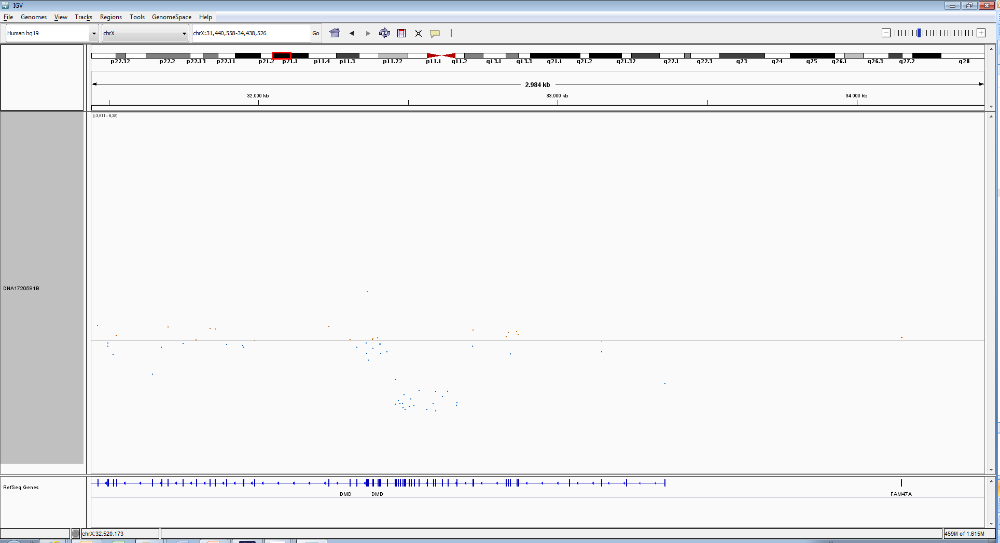 IGV
File Genomes View Tracks Regions Tools GenomeSpace Help
Human hg19 chrX chrX:31,440,558-34,438,526 Go
p22.32 p22.2 p22.13 p22.11 p21.2 p21.1 p11.4 p11.3 p11.22 p11.1 q11.2 q13.1 q13.3 q21.1 q21.2 q21.32 q22.1 q22.3 q23 q24 q25 q26.1 q26.3 q27.2 q28
2.984 kb
32.000 kb 33.000 kb 34.000 kb
[-3,511 - 6,38]
DNA1720581B
RefSeq Genes
DMD DMD FAM47A
chrX:32.520.173 459M of 1.615M